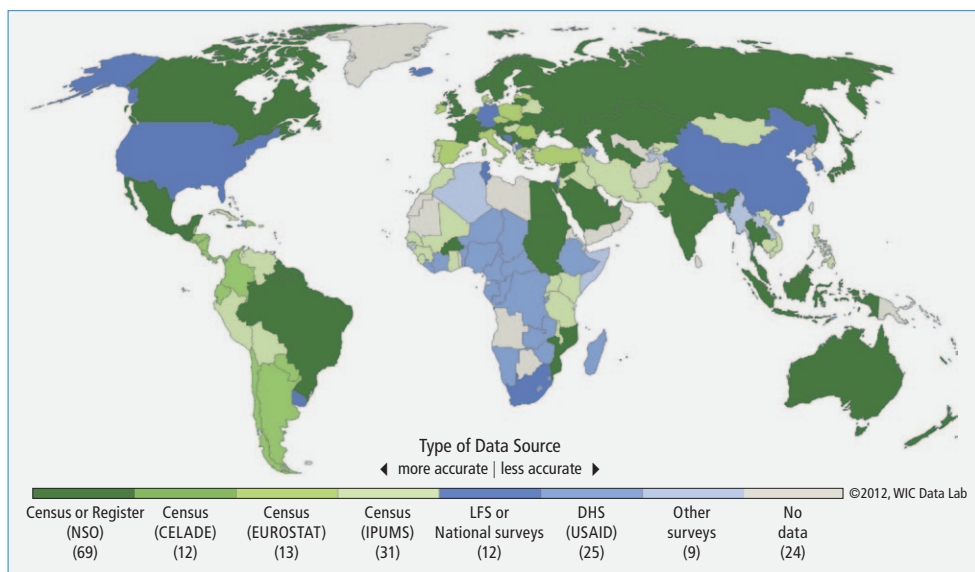 Type of Data Source
◄ more accurate | less accurate ►
©2012, WIC Data Lab
Census or Register (NSO) (69)
Census (CELADE) (12)
Census (EUROSTAT) (13)
Census (IPUMS) (31)
LFS or National surveys (12)
DHS (USAID) (25)
Other surveys (9)
No data (24)